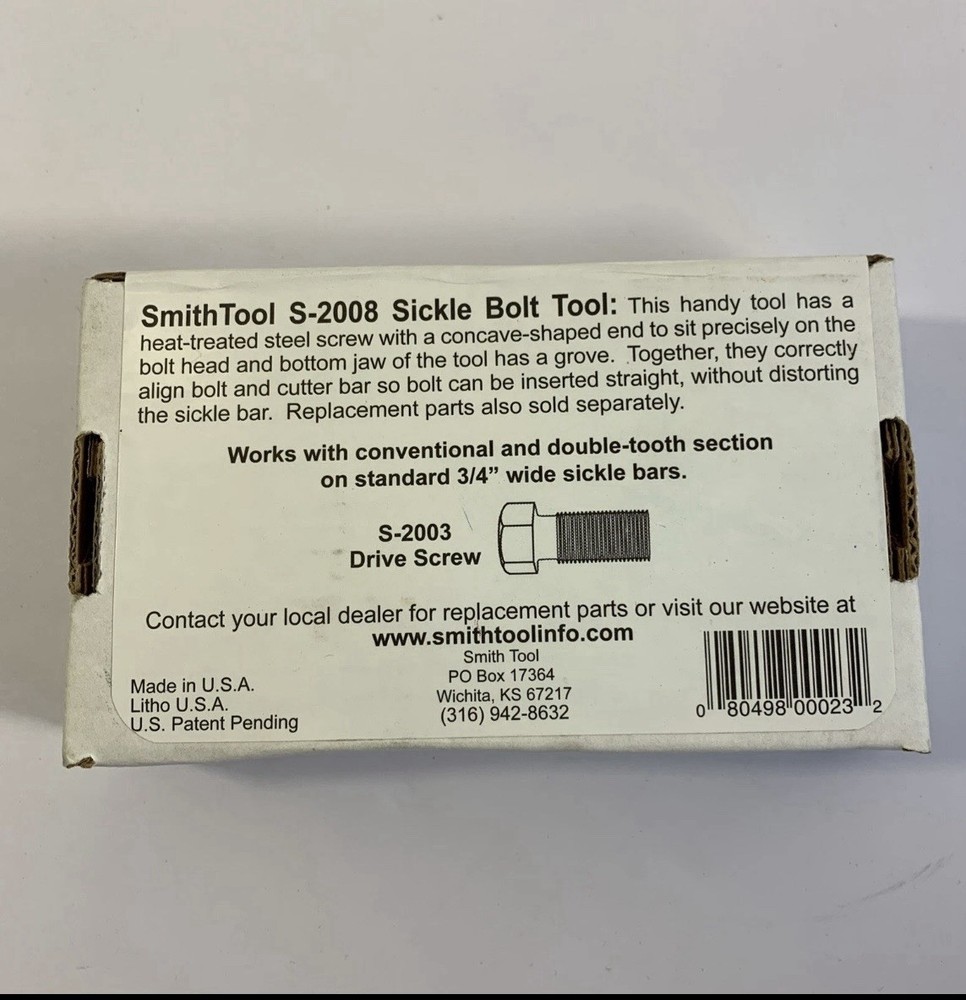 SmithTool S-2008 Sickle Bolt Tool: This handy tool has a
heat-treated steel screw with a concave-shaped end to sit precisely on the
bolt head and bottom jaw of the tool has a grove. Together, they correctly
align bolt and cutter bar so bolt can be inserted straight, without distorting
the sickle bar. Replacement parts also sold separately.
Works with conventional and double-tooth section
on standard 3/4” wide sickle bars.
S-2003
Drive Screw
Contact your local dealer for replacement parts or visit our website at
www.smithtoolinfo.com
Smith Tool
PO Box 17364
Wichita, KS 67217
(316) 942-8632
Made in U.S.A.
Litho U.S.A.
U.S. Patent Pending
0 80498 00023 2